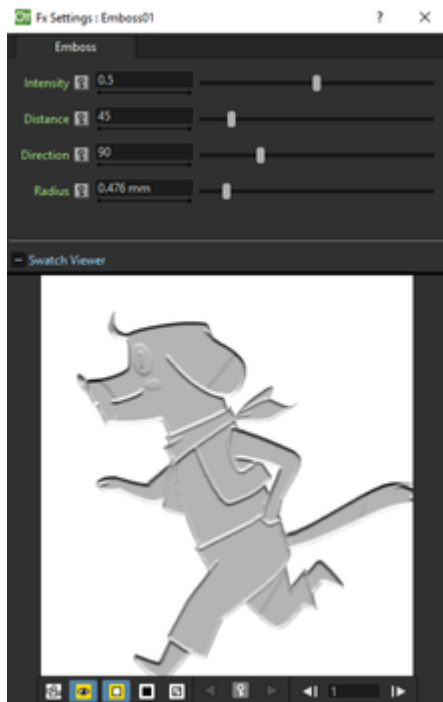 Fx Settings : Emboss01
Emboss
Intensity 0.5
Distance 45
Direction 90
Radius 0.476 mm
Swatch Viewer
1